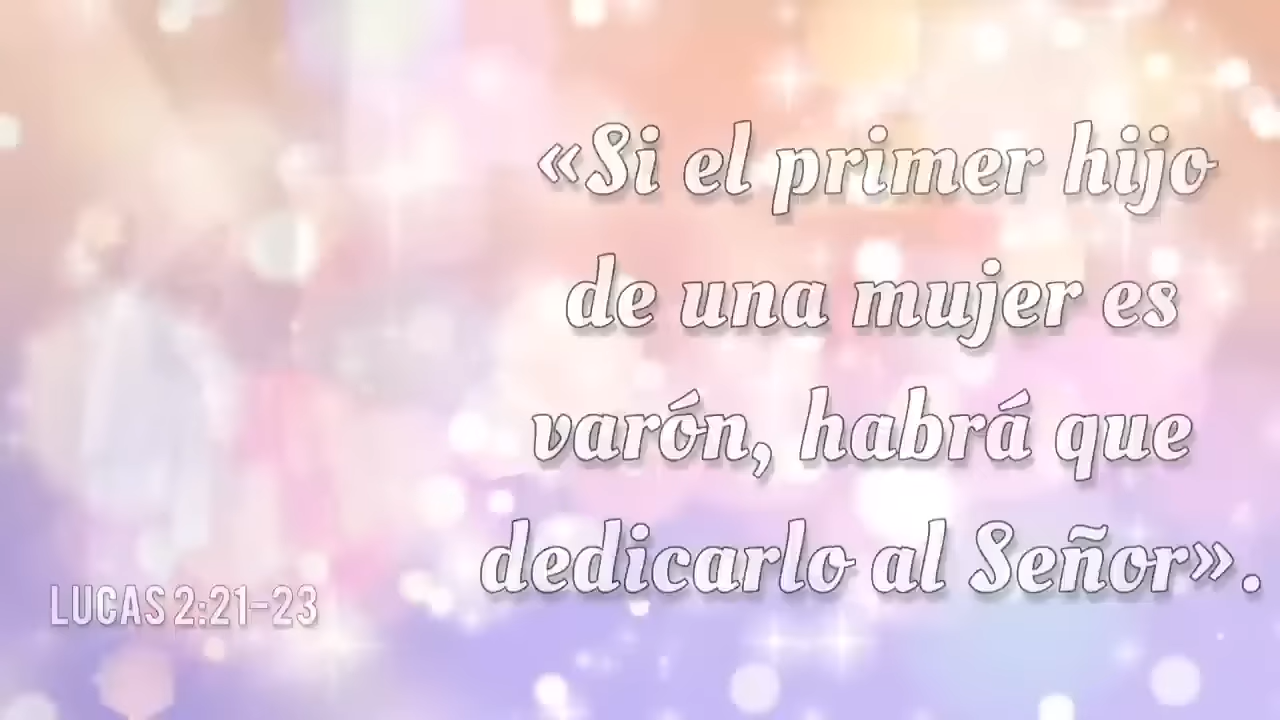 «Si el primer hijo
de una mujer es
varón, habrá que
dedicarlo al Señor».
LUCAS 2:21-23